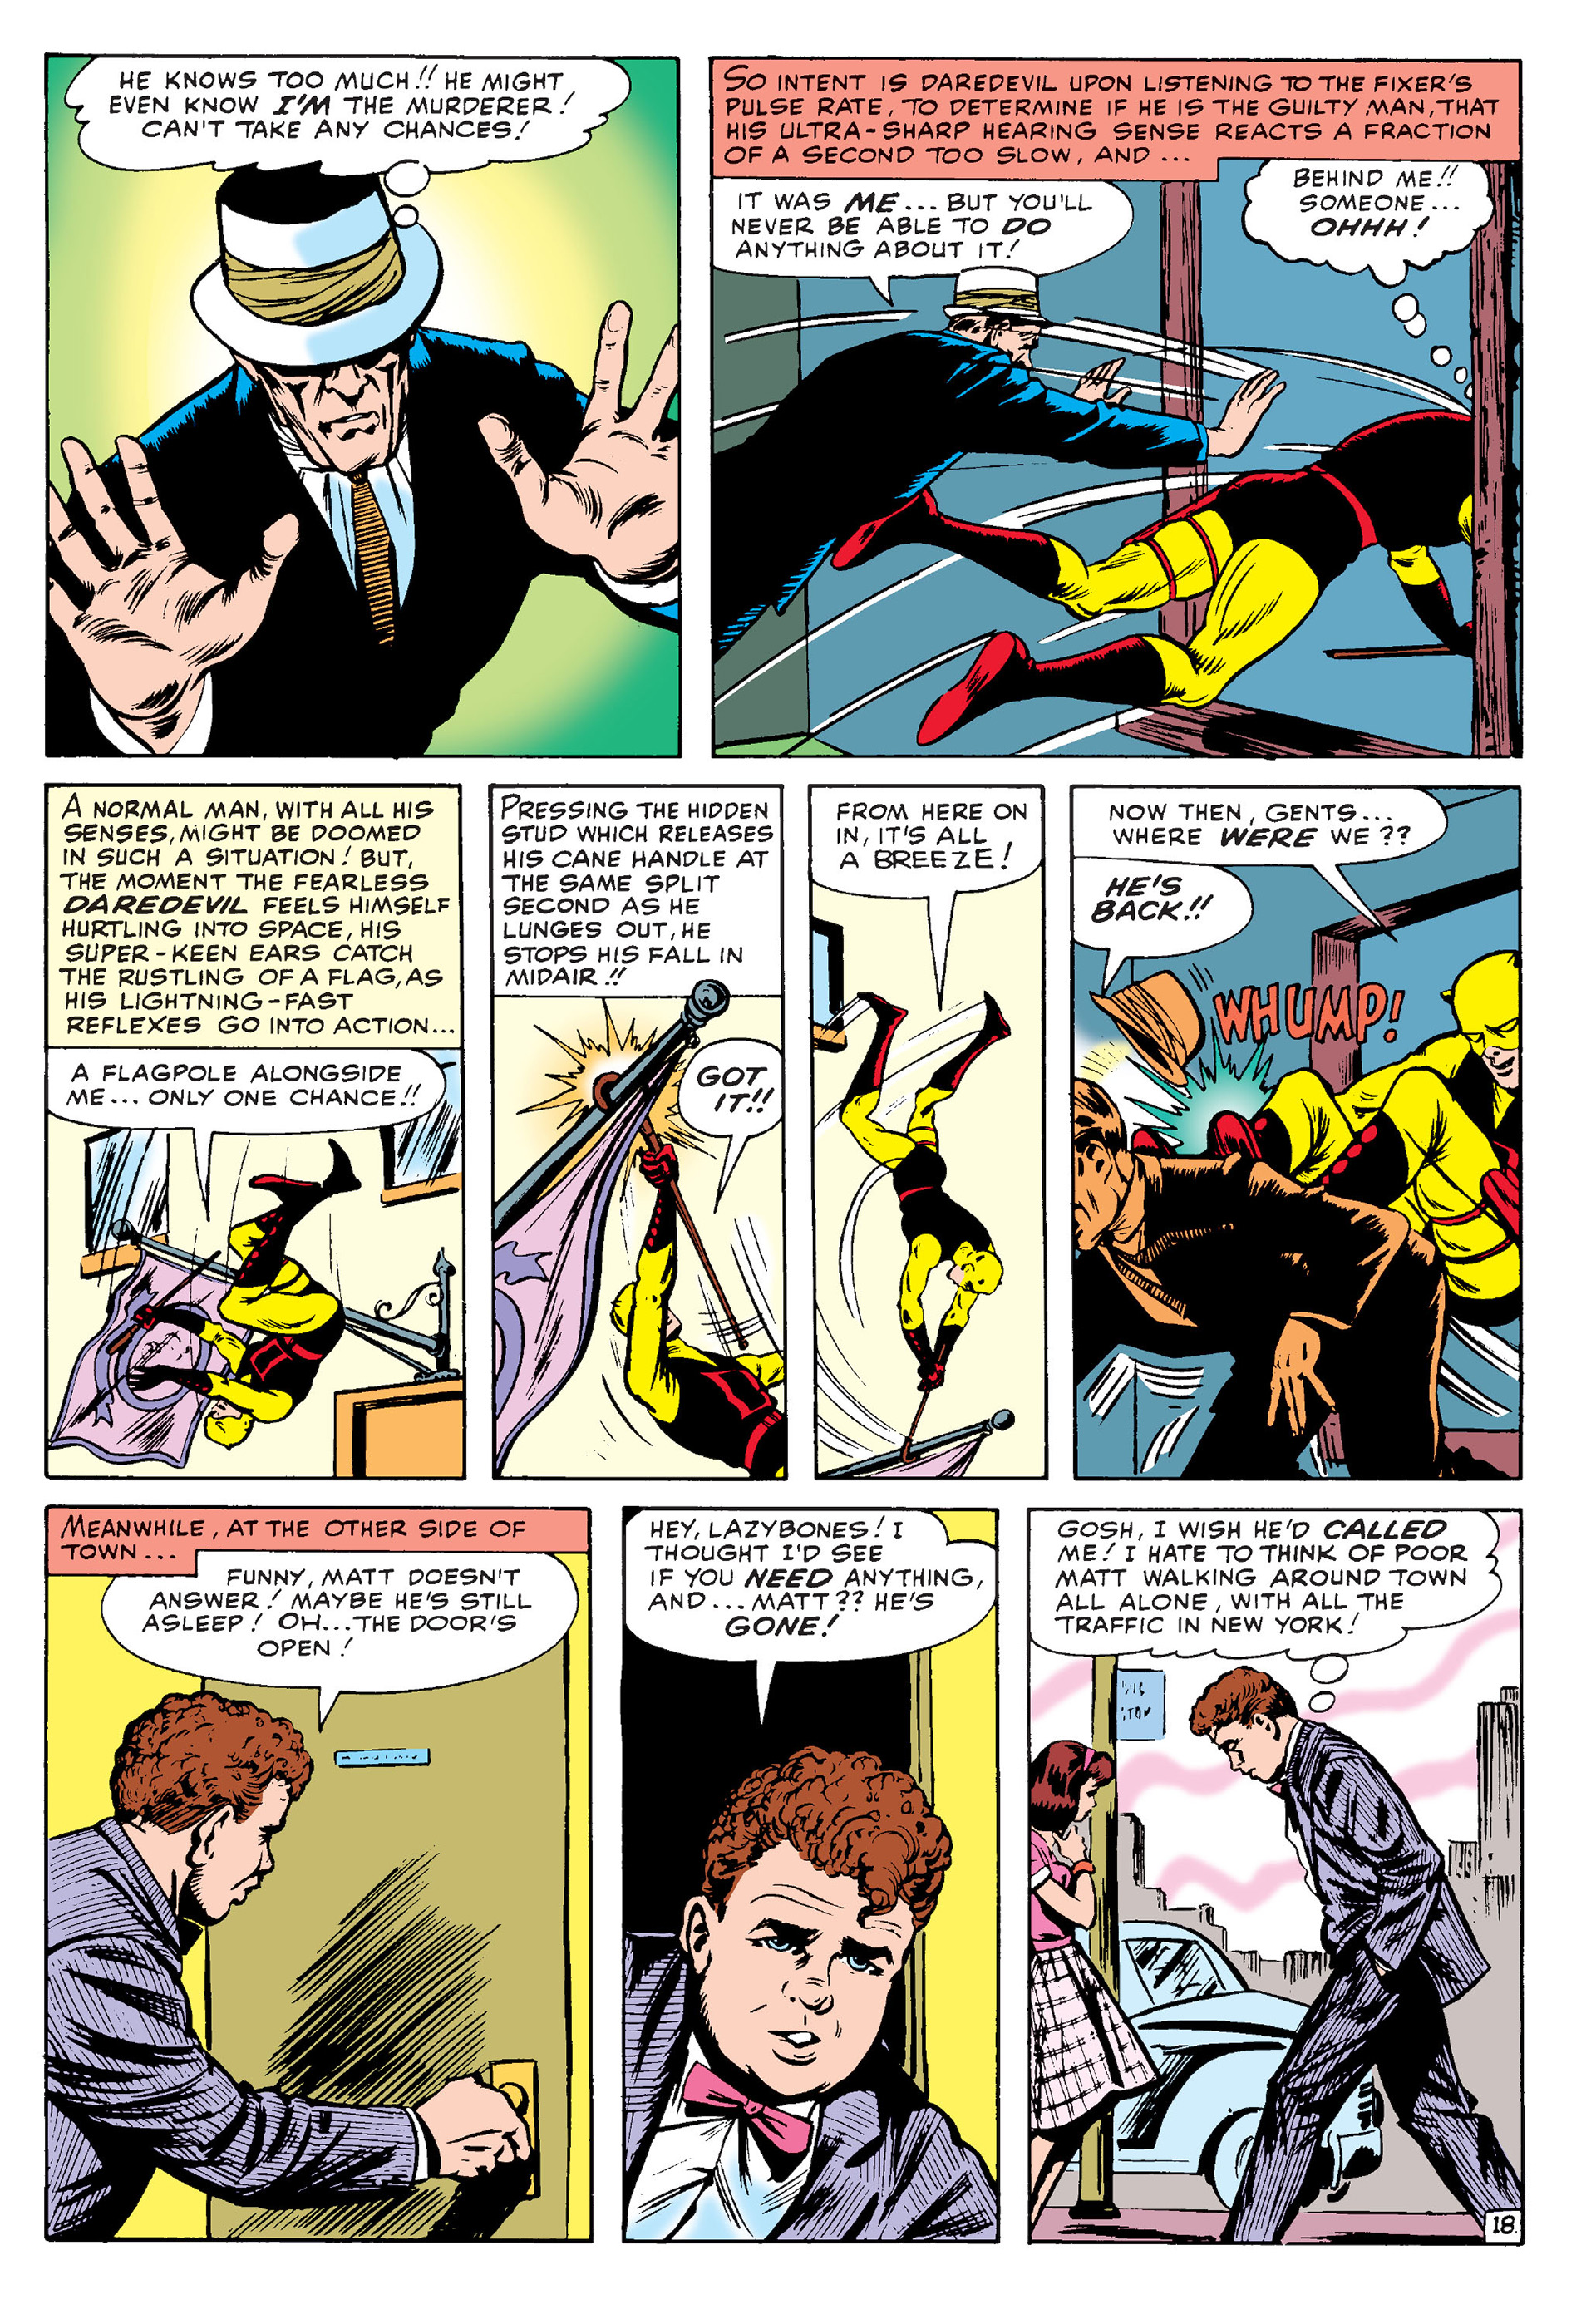 HE KNOWS TOO MUCH!! HE MIGHT
EVEN KNOW I'M THE MURDERER!
CAN'T TAKE ANY CHANCES!
SO INTENT IS DAREDEVIL UPON LISTENING TO THE FIXER'S
PULSE RATE, TO DETERMINE IF HE IS THE GUILTY MAN, THAT
HIS ULTRA-SHARP HEARING SENSE REACTS A FRACTION
OF A SECOND TOO SLOW, AND...
IT WAS ME... BUT YOU'LL
NEVER BE ABLE TO DO
ANYTHING ABOUT IT!
BEHIND ME!!
SOMEONE...
OHHH!
A NORMAL MAN, WITH ALL HIS
SENSES, MIGHT BE DOOMED
IN SUCH A SITUATION! BUT,
THE MOMENT THE FEARLESS
DAREDEVIL FEELS HIMSELF
HURTLING INTO SPACE, HIS
SUPER-KEEN EARS CATCH
THE RUSTLING OF A FLAG, AS
HIS LIGHTNING-FAST
REFLEXES GO INTO ACTION...
A FLAGPOLE ALONGSIDE
ME... ONLY ONE CHANCE!!
PRESSING THE HIDDEN
STUD WHICH RELEASES
HIS CANE HANDLE AT
THE SAME SPLIT
SECOND AS HE
LUNGES OUT, HE
STOPS HIS FALL IN
MIDAIR!!
GOT
IT!!
FROM HERE ON
IN, IT'S ALL
A BREEZE!
NOW THEN, GENTS...
WHERE WERE WE??
HE'S
BACK!!
WHUMP!
MEANWHILE, AT THE OTHER SIDE OF
TOWN...
FUNNY, MATT DOESN'T
ANSWER! MAYBE HE'S STILL
ASLEEP! OH...THE DOOR'S
OPEN!
HEY, LAZYBONES! I
THOUGHT I'D SEE
IF YOU NEED ANYTHING,
AND... MATT?? HE'S
GONE!
GOSH, I WISH HE'D CALLED
ME! I HATE TO THINK OF POOR
MATT WALKING AROUND TOWN
ALL ALONE, WITH ALL THE
TRAFFIC IN NEW YORK!
STOP
18.